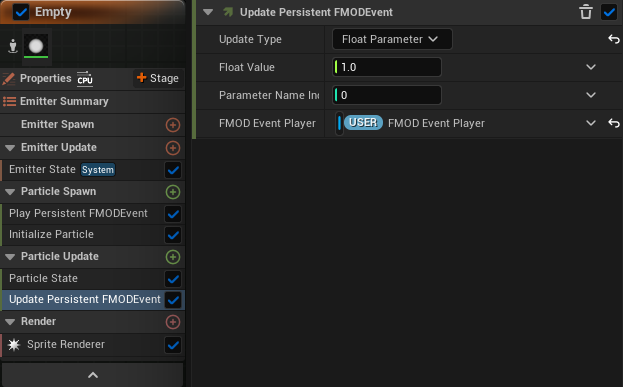 Empty
Properties CPU + Stage
Emitter Summary
Emitter Spawn
Emitter Update
Emitter State System
Particle Spawn
Play Persistent FMODEvent
Initialize Particle
Particle Update
Particle State
Update Persistent FMODEvent
Render
Sprite Renderer
Update Persistent FMODEvent
Update Type Float Parameter
Float Value 1.0
Parameter Name Inc 0
FMOD Event Player USER FMOD Event Player